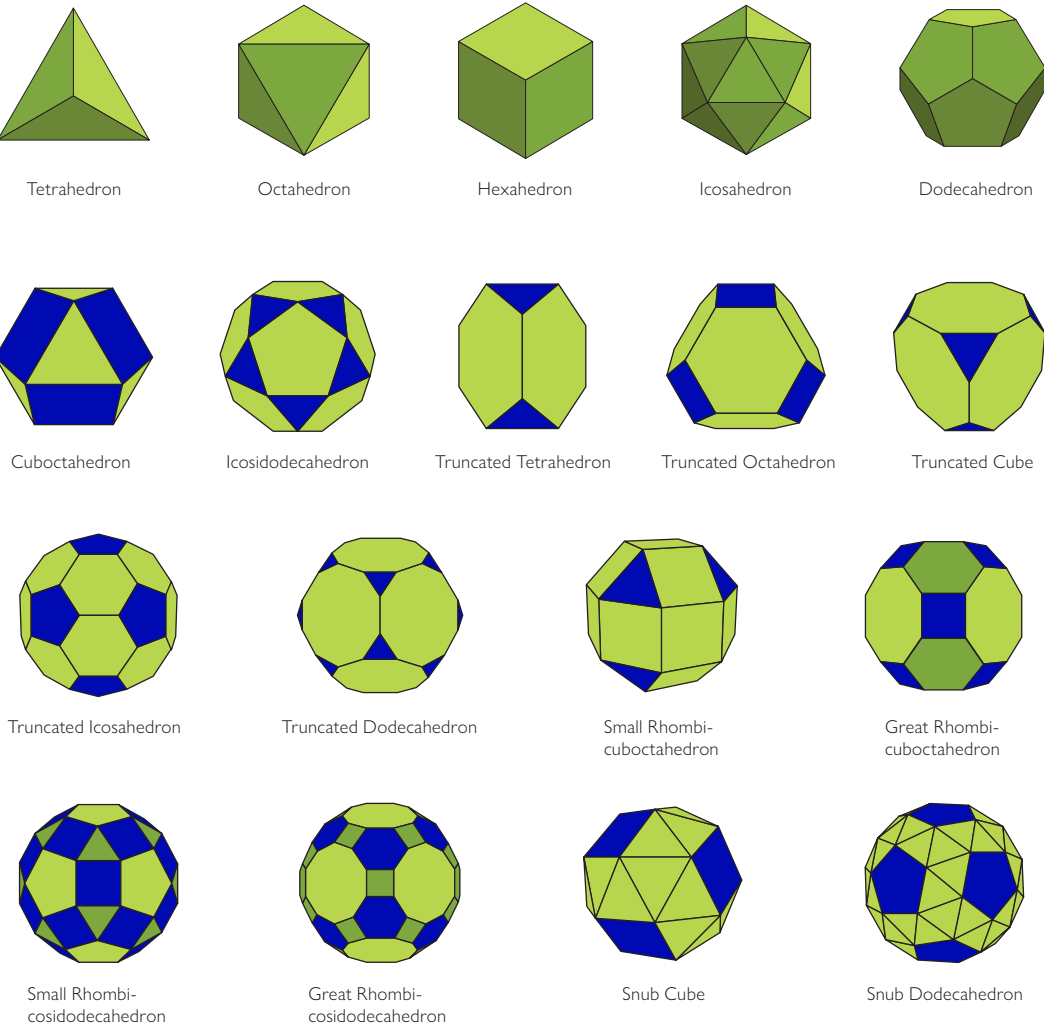 Tetrahedron
Octahedron
Hexahedron
Icosahedron
Dodecahedron
Cuboctahedron
Icosidodecahedron
Truncated Tetrahedron
Truncated Octahedron
Truncated Cube
Truncated Icosahedron
Truncated Dodecahedron
Small Rhombi-
cuboctahedron
Great Rhombi-
cuboctahedron
Small Rhombi-
cosidodecahedron
Great Rhombi-
cosidodecahedron
Snub Cube
Snub Dodecahedron